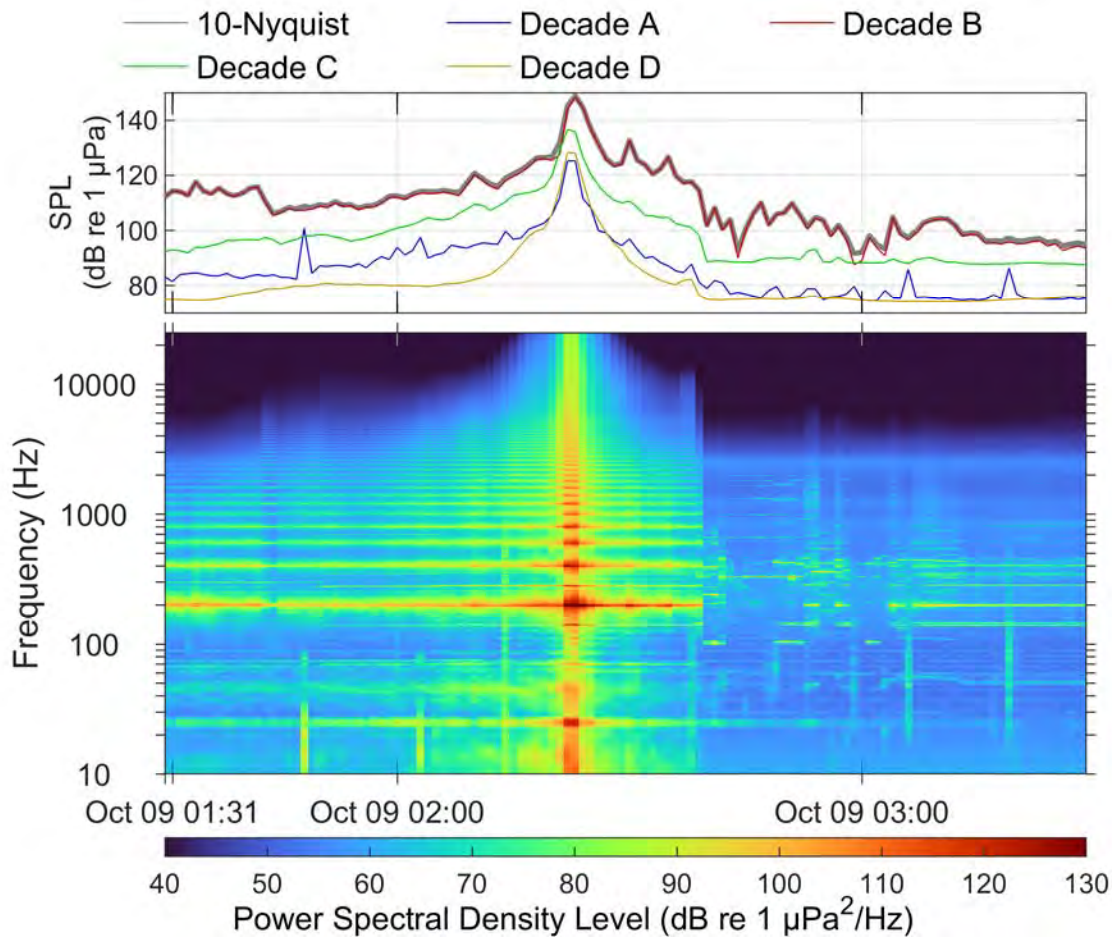 10-Nyquist Decade A Decade B
Decade C Decade D
140
120
100
80
SPL
(dB re 1 µPa)
10000
1000
100
10
Frequency (Hz)
Oct 09 01:31 Oct 09 02:00 Oct 09 03:00
40 50 60 70 80 90 100 110 120 130
Power Spectral Density Level (dB re 1 µPa²/Hz)